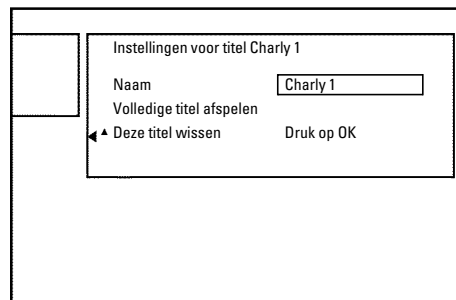 Instellingen voor titel Charly 1
Naam Charly 1
Volledige titel afspelen
Deze titel wissen Druk op OK